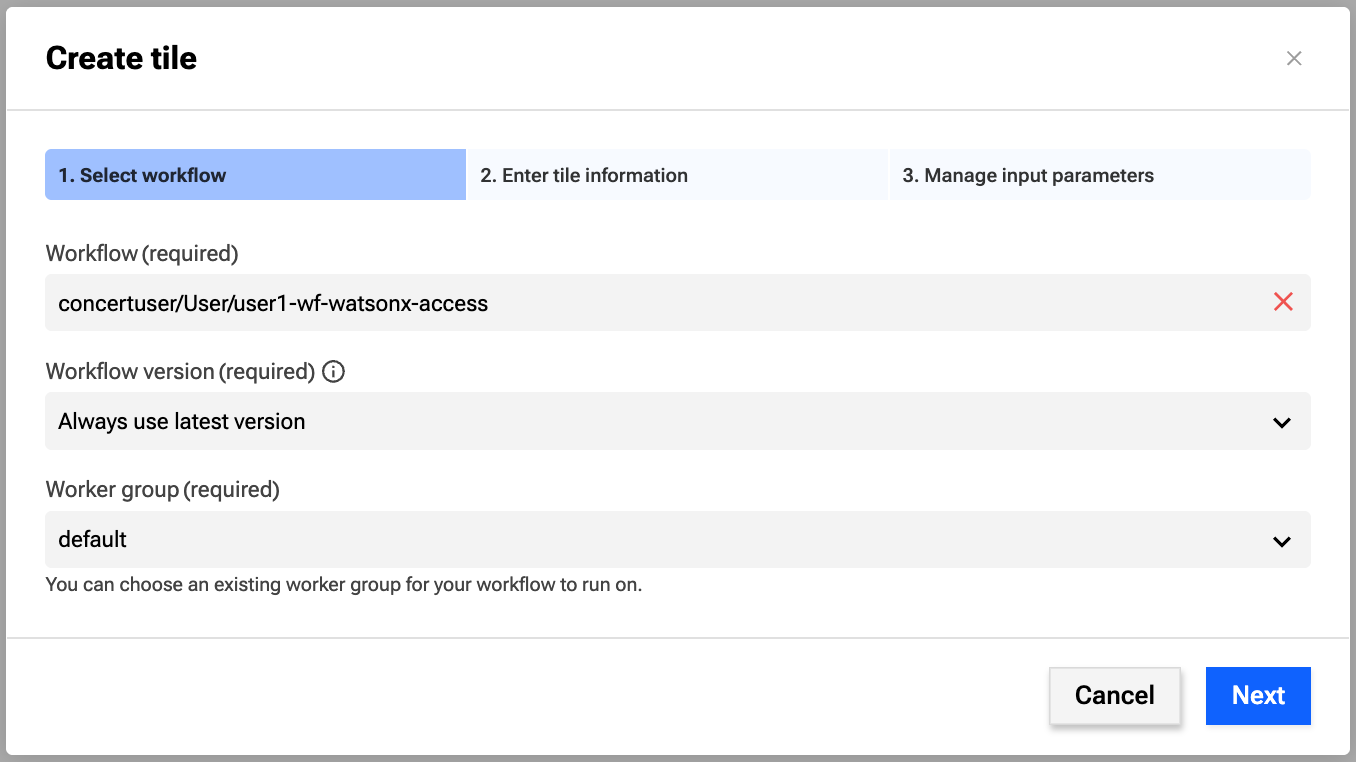 Create tile
1. Select workflow
2. Enter tile information
3. Manage input parameters
Workflow (required)
concertuser/User/user1-wf-watsonx-access
Workflow version (required)
Always use latest version
Worker group (required)
default
You can choose an existing worker group for your workflow to run on.
Cancel
Next